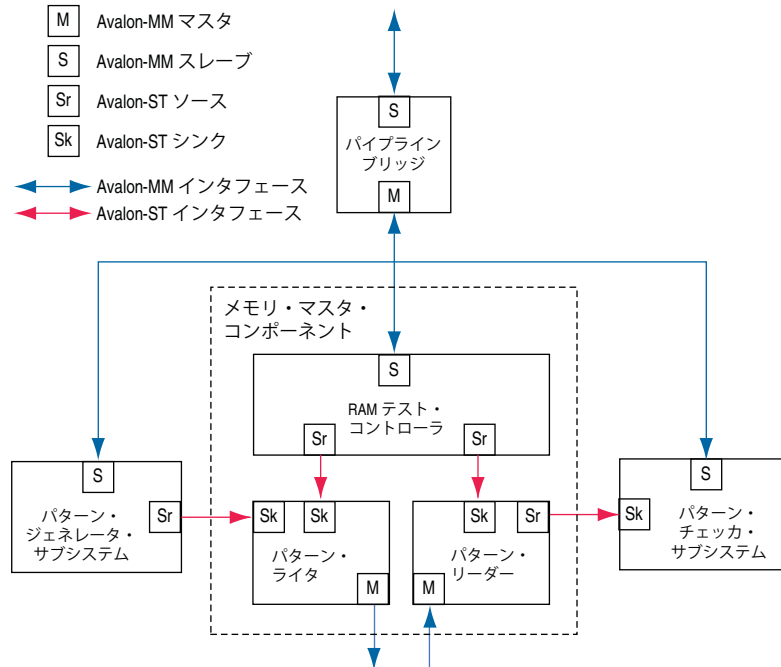 M Avalon-MM マスタ
S Avalon-MM スレーブ
Sr Avalon-ST ソース
Sk Avalon-ST シンク
Avalon-MM インタフェース
Avalon-ST インタフェース
S
パイプライン
ブリッジ
M
メモリ・マスタ・
コンポーネント
S
RAM テスト・
コントローラ
Sr Sr
S
パターン・
ジェネレータ・
サブシステム
Sr
Sk Sk
パターン・
ライタ
M
Sk Sr
パターン・
リーダー
M
S
Sk
パターン・
チェッカ・
サブシステム